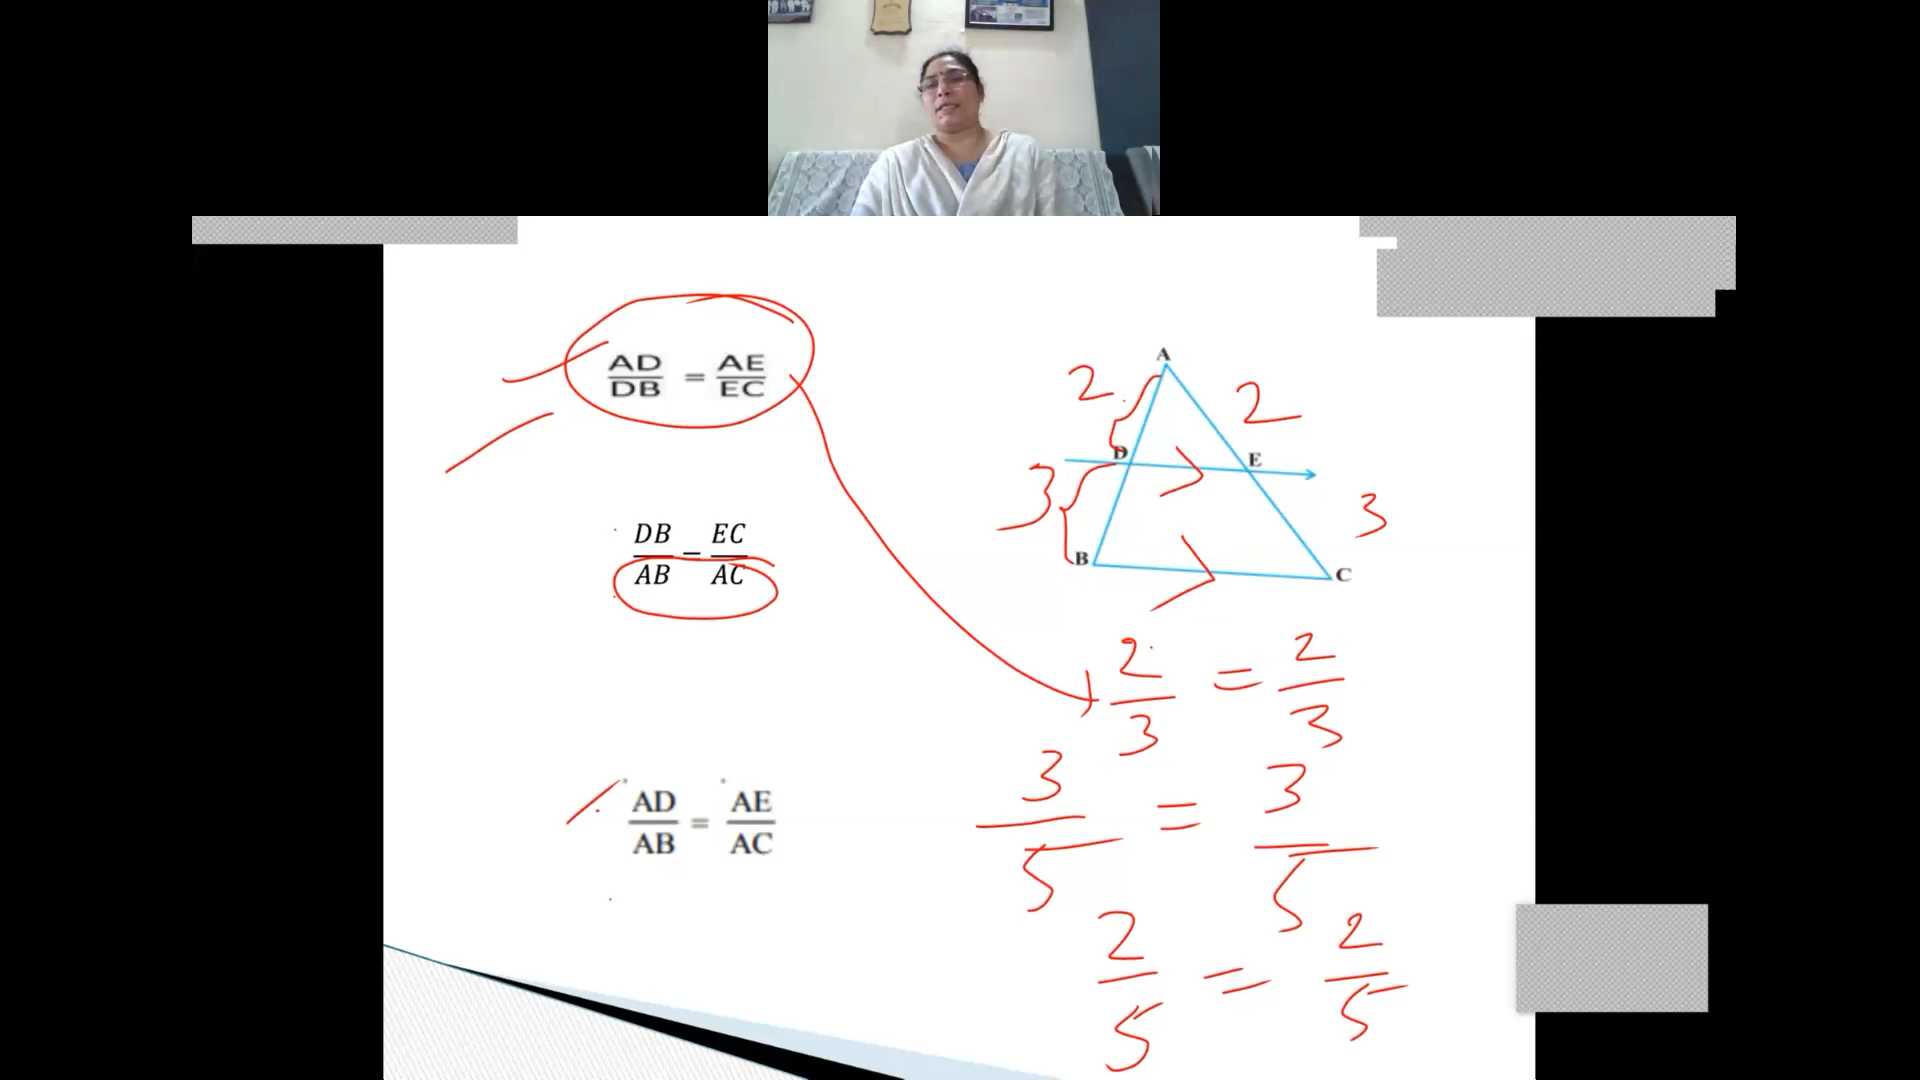 AD/DB = AE/EC
A
2
2
D
E
3
3
B
C
DB/AB = EC/AC
2/3 = 2/3
3/5 = 3/5
AD/AB = AE/AC
2/5 = 2/5